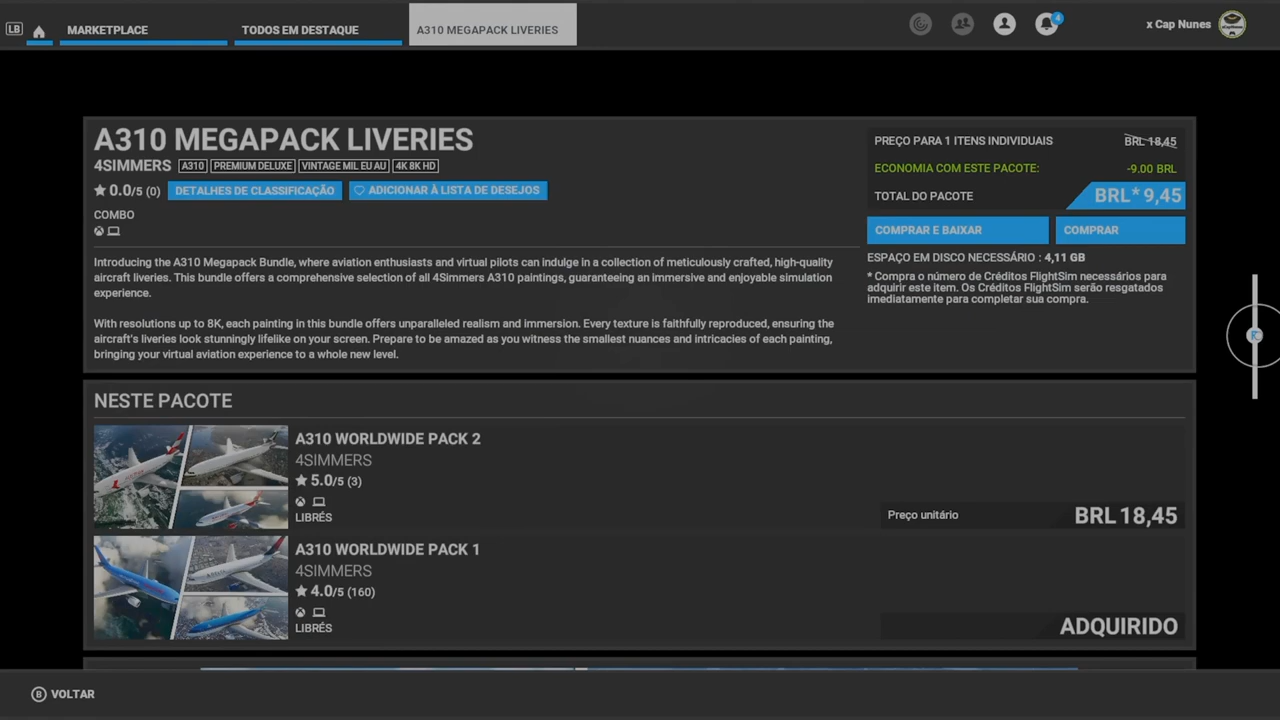 LB
MARKETPLACE
TODOS EM DESTAQUE
A310 MEGAPACK LIVERIES
4
x Cap Nunes
A310 MEGAPACK LIVERIES
4SIMMERS A310 PREMIUM DELUXE VINTAGE MIL EU AU 4K 8K HD
0.0/5 (0) DETALHES DE CLASSIFICAÇÃO ADICIONAR À LISTA DE DESEJOS
COMBO
Introducing the A310 Megapack Bundle, where aviation enthusiasts and virtual pilots can indulge in a collection of meticulously crafted, high-quality
aircraft liveries. This bundle offers a comprehensive selection of all 4Simmers A310 paintings, guaranteeing an immersive and enjoyable simulation
experience.
With resolutions up to 8K, each painting in this bundle offers unparalleled realism and immersion. Every texture is faithfully reproduced, ensuring the
aircraft's liveries look stunningly lifelike on your screen. Prepare to be amazed as you witness the smallest nuances and intricacies of each painting,
bringing your virtual aviation experience to a whole new level.
PREÇO PARA 1 ITENS INDIVIDUAIS BRL 18,45
ECONOMIA COM ESTE PACOTE: -9.00 BRL
TOTAL DO PACOTE BRL* 9,45
COMPRAR E BAIXAR COMPRAR
ESPAÇO EM DISCO NECESSÁRIO : 4,11 GB
* Compra o número de Créditos FlightSim necessários para
adquirir este item. Os Créditos FlightSim serão resgatados
imediatamente para completar sua compra.
NESTE PACOTE
A310 WORLDWIDE PACK 2
4SIMMERS
5.0/5 (3)
LIBRÉS
Preço unitário BRL 18,45
A310 WORLDWIDE PACK 1
4SIMMERS
4.0/5 (160)
LIBRÉS
ADQUIRIDO
B VOLTAR